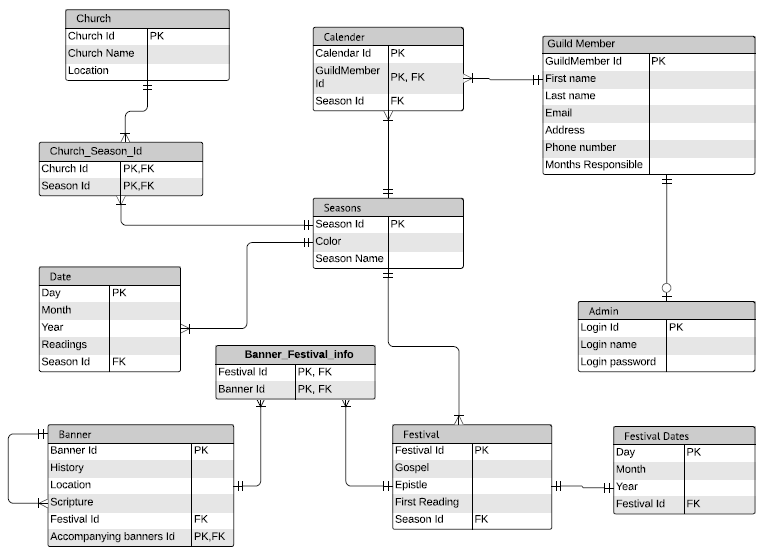 Church
Church Id PK
Church Name
Location
Calender
Calendar Id PK
GuildMember
Id PK, FK
Season Id FK
Guild Member
GuildMember Id PK
First name
Last name
Email
Address
Phone number
Months Responsible
Church_Season_Id
Church Id PK,FK
Season Id PK,FK
Seasons
Season Id PK
Color
Season Name
Date
Day PK
Month
Year
Readings
Season Id FK
Admin
Login Id PK
Login name
Login password
Banner_Festival_info
Festival Id PK, FK
Banner Id PK, FK
Banner
Banner Id PK
History
Location
Scripture
Festival Id FK
Accompanying banners Id PK,FK
Festival
Festival Id PK
Gospel
Epistle
First Reading
Season Id FK
Festival Dates
Day PK
Month
Year
Festival Id FK